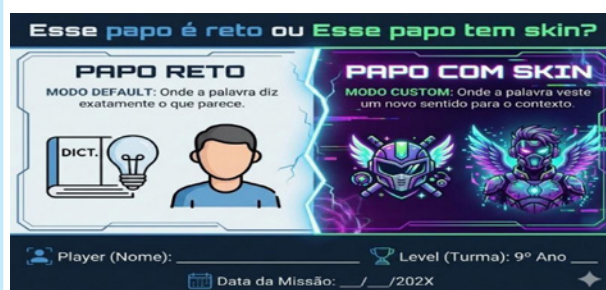 Esse papo é reto ou Esse papo tem skin?
PAPO RETO
MODO DEFAULT: Onde a palavra diz
exatamente o que parece.
DICT.
PAPO COM SKIN
MODO CUSTOM: Onde a palavra veste
um novo sentido para o contexto.
Player (Nome): ____________________
Level (Turma): 9º Ano ___
Data da Missão: __/__/202X